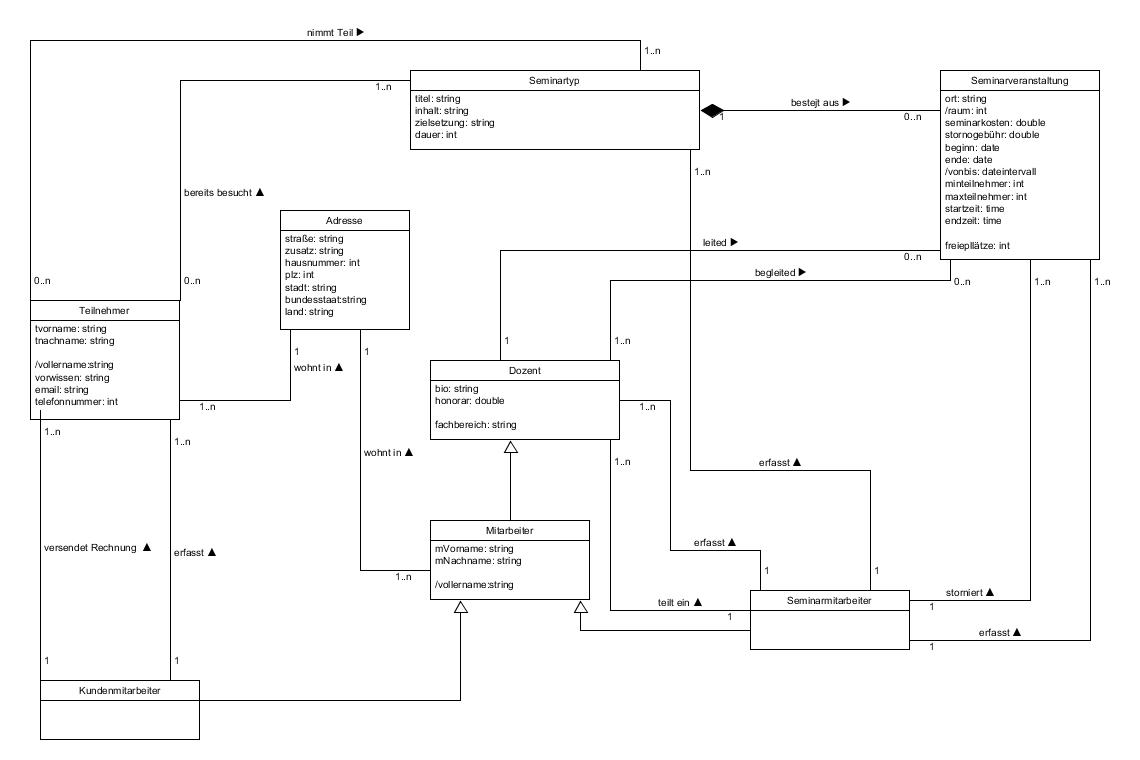 nimmt Teil ▶
1..n
Seminartyp
titel: string
inhalt: string
zielsetzung: string
dauer: int
1..n
1
bestejt aus ▶
0..n
Seminarveranstaltung
ort: string
/raum: int
seminarkosten: double
stornogebühr: double
beginn: date
ende: date
/vonbis: dateintervall
minteilnehmer: int
maxteilnehmer: int
startzeit: time
endzeit: time
freieplätze: int
1..n
bereits besucht ▲
Adresse
straße: string
zusatz: string
hausnummer: int
plz: int
stadt: string
bundesstaat:string
land: string
leited ▶
0..n
begleited ▶
0..n
1..n
1..n
0..n
0..n
Teilnehmer
tvorname: string
tnachname: string
/vollername:string
vorwissen: string
email: string
telefonnummer: int
1
wohnt in ▲
1..n
1
wohnt in ▲
1..n
1
1..n
Dozent
bio: string
honorar: double
fachbereich: string
1..n
1..n
1..n
1..n
erfasst ▲
Mitarbeiter
mVorname: string
mNachname: string
/vollername:string
versendet Rechnung ▲
erfasst ▲
erfasst ▲
1
1
teilt ein ▲
1
Seminarmitarbeiter
storniert ▲
1
erfasst ▲
1
1
1
Kundenmitarbeiter